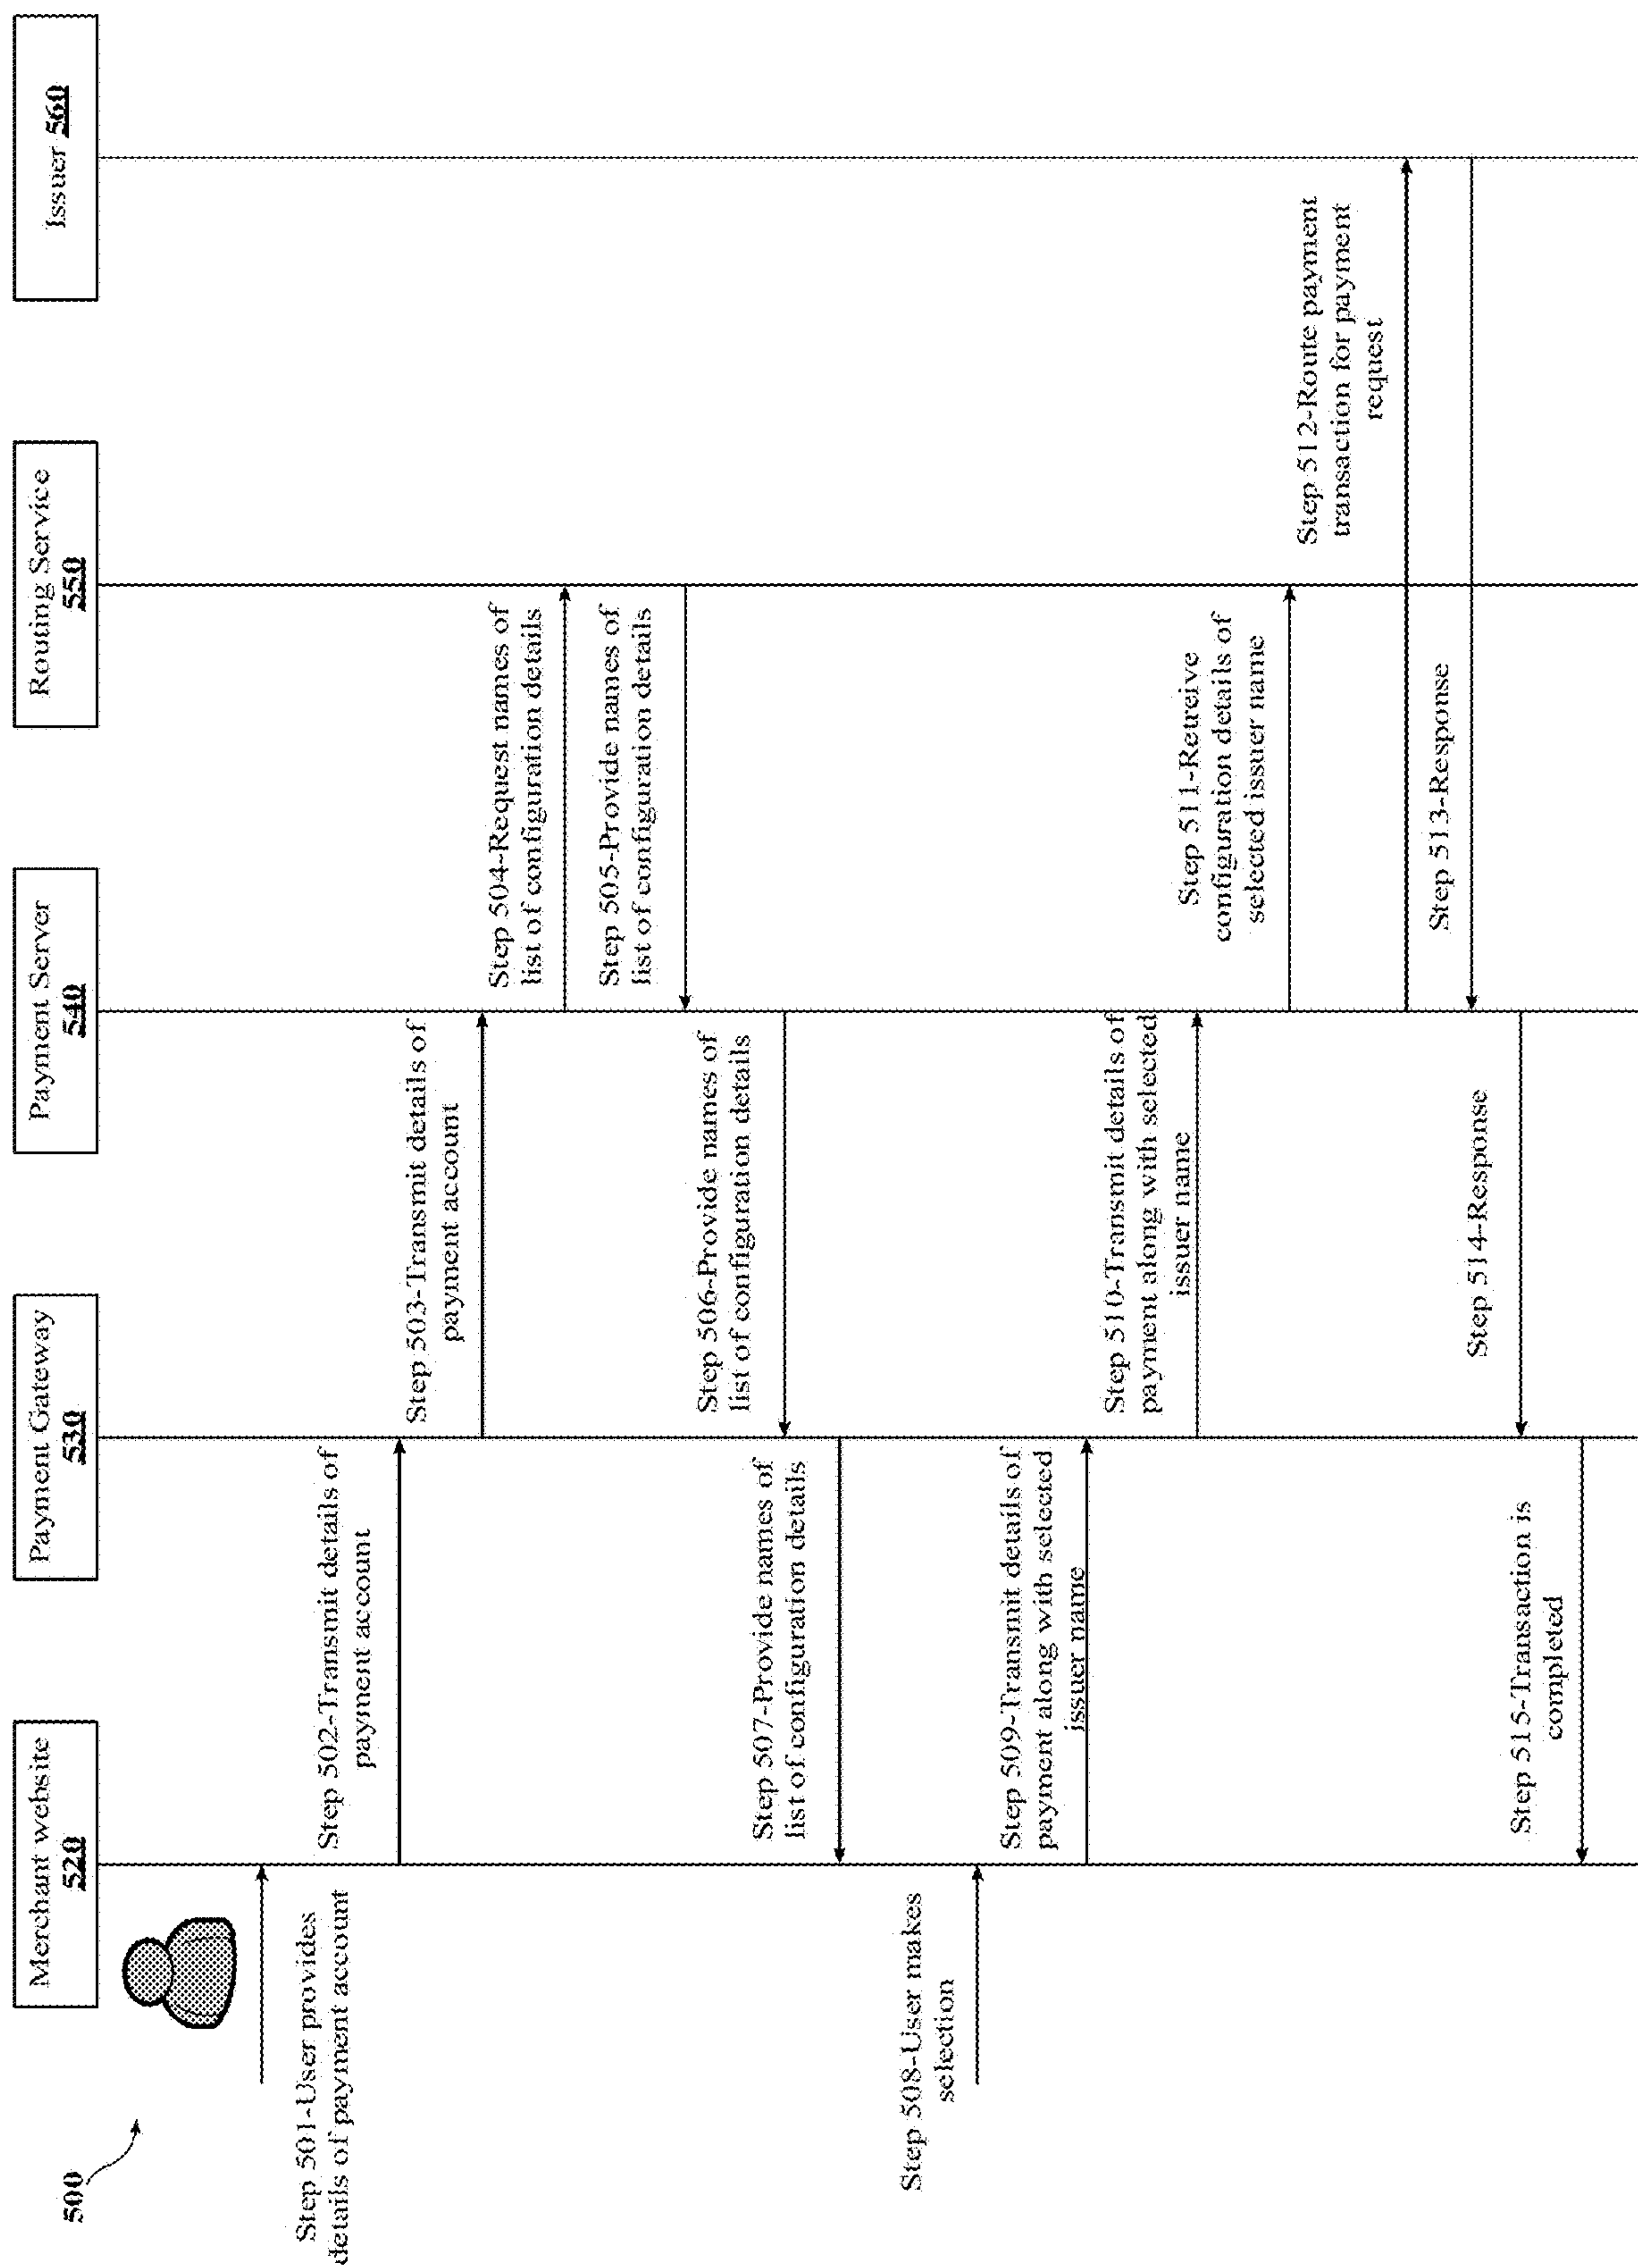 500
Merchant website
520
Payment Gateway
530
Payment Server
540
Routing Service
550
Issuer 560
Step 501-User provides
details of payment account
Step 502-Transmit details of
payment account
Step 503-Transmit details of
payment account
Step 504-Request names of
list of configuration details
Step 505-Provide names of
list of configuration details
Step 506-Provide names of
list of configuration details
Step 507-Provide names of
list of configuration details
Step 508-User makes
selection
Step 509-Transmit details of
payment along with selected
issuer name
Step 510-Transmit details of
payment along with selected
issuer name
Step 511-Retreive
configuration details of
selected issuer name
Step 512-Route payment
transaction for payment
request
Step 513-Response
Step 514-Response
Step 515-Transaction is
completed